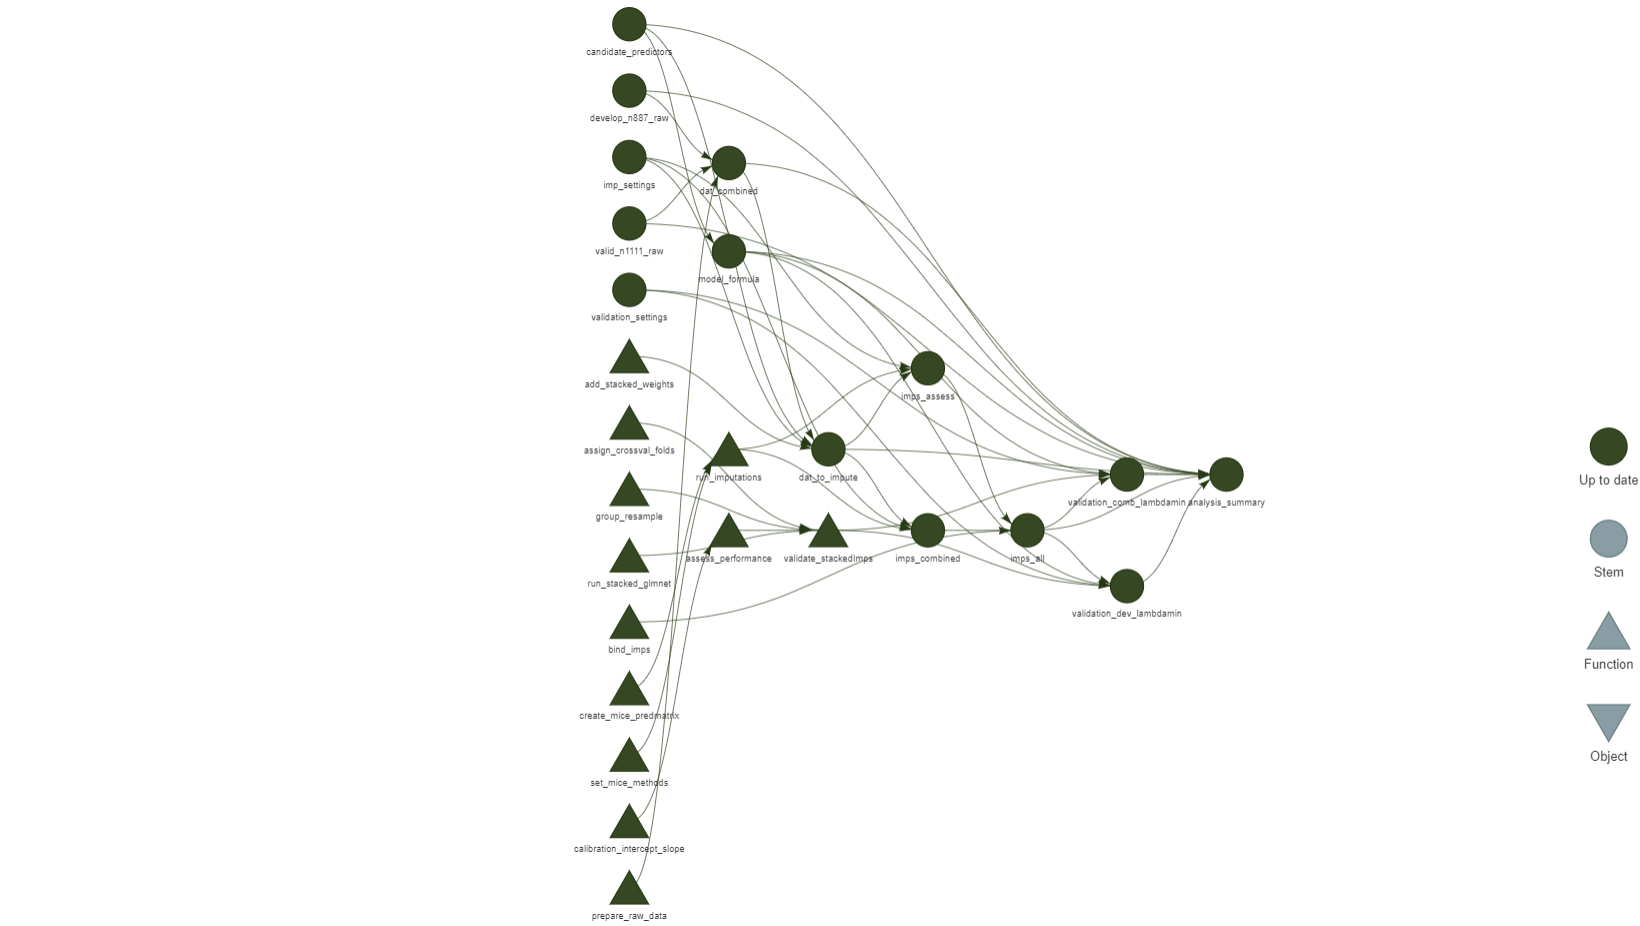 candidate_predictors
develop_n887_raw
imp_settings
dat_combined
valid_n1111_raw
model_formula
validation_settings
add_stacked_weights
imps_assess
assign_crossval_folds
run_imputations
dat_to_impute
validation_comb_lambdamin
analysis_summary
group_resample
assess_performance
validate_stackedImps
imps_combined
imps_all
run_stacked_glmnet
validation_dev_lambdamin
bind_imps
create_mice_predmatrix
set_mice_methods
calibration_intercept_slope
prepare_raw_data
Up to date
Stem
Function
Object